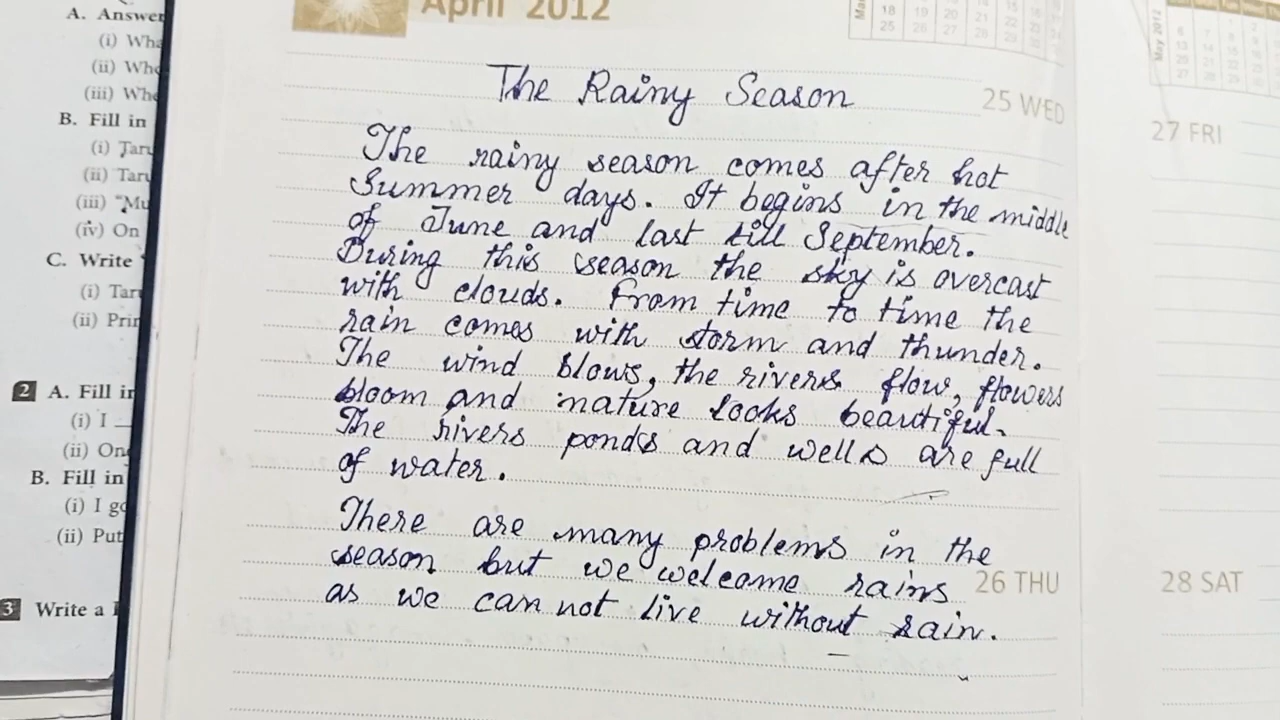 A. Answer
(i) Wha
(ii) Who
(iii) Whe
B. Fill in
(i) Taru
(ii) Taru
(iii) "Mu
(iv) On
C. Write
(i) Taru
(ii) Prin
2 A. Fill in
(i) I
(ii) One
B. Fill in
(i) I go
(ii) Put
3 Write a
April 2012
The Rainy Season
25 WED
The rainy season comes after hot
Summer days. It begins in the middle
of June and last till September.
During this season the sky is overcast
with clouds. From time to time the
rain comes with storm and thunder.
The wind blows, the rivers flow, flowers
bloom and nature looks beautiful.
The rivers ponds and wells are full
of water.
There are many problems in the
season but we welcome rains
26 THU
as we can not live without rain.
May 2012
27 FRI
28 SAT